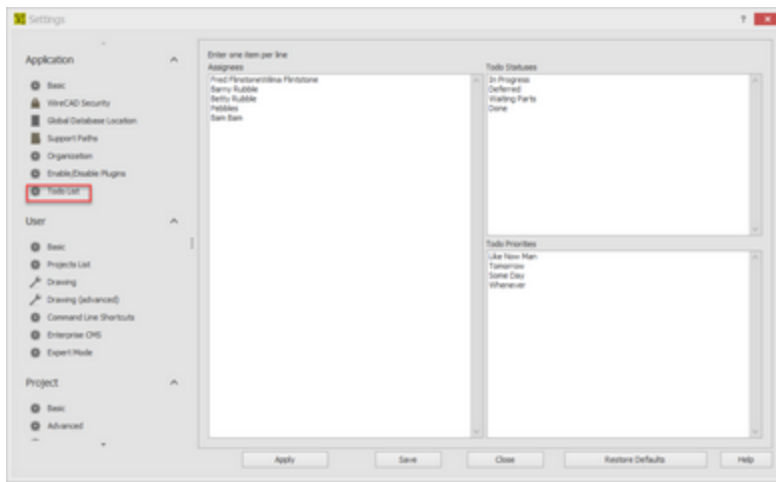 Settings
?
Application
Basic
WireCAD Security
Global Database Location
Support Paths
Organization
Enable/Disable Plugins
Todo List
User
Basic
Projects List
Drawing
Drawing (advanced)
Command Line Shortcuts
Enterprise CMS
Expert Mode
Project
Basic
Advanced
Enter one item per line
Assignees
Fred FlinstoneWilma Flintstone
Barny Rubble
Betty Rubble
Pebbles
Bam Bam
Todo Statuses
In Progress
Deferred
Waiting Parts
Done
Todo Priorities
Like Now Man
Tomorrow
Some Day
Whenever
Apply
Save
Close
Restore Defaults
Help